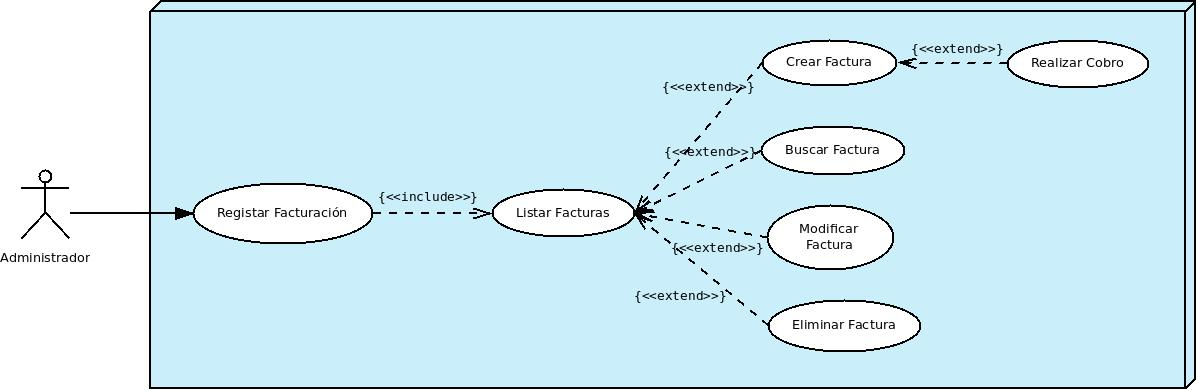 Crear Factura
{<<extend>>}
Realizar Cobro
{<<extend>>}
Buscar Factura
{<<extend>>}
Administrador
Registar Facturación
{<<include>>}
Listar Facturas
Modificar
Factura
{<<extend>>}
Eliminar Factura
{<<extend>>}